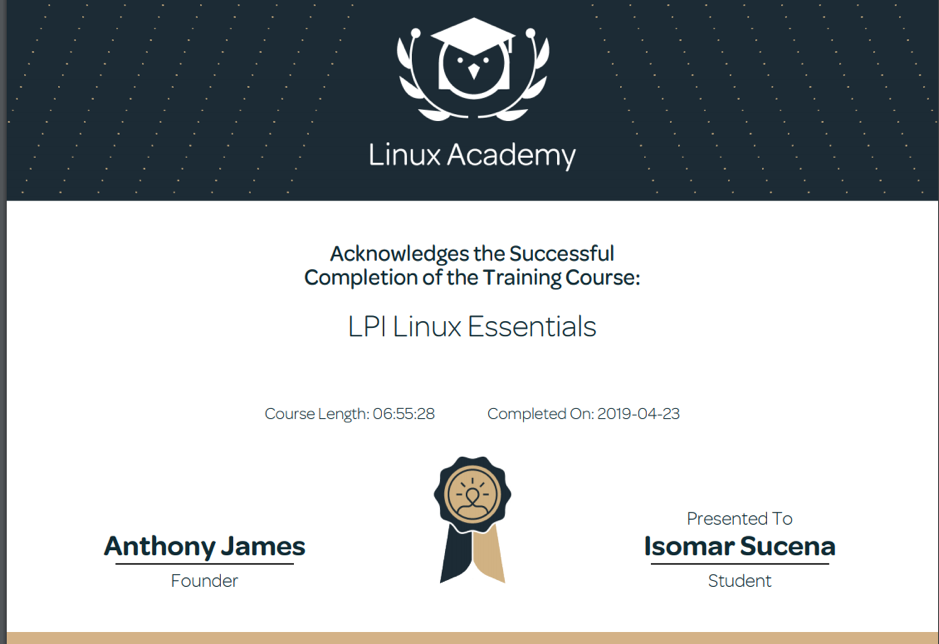 Linux Academy
Acknowledges the Successful
Completion of the Training Course:
LPI Linux Essentials
Course Length: 06:55:28 Completed On: 2019-04-23
Presented To
Anthony James Isomar Sucena
Founder Student